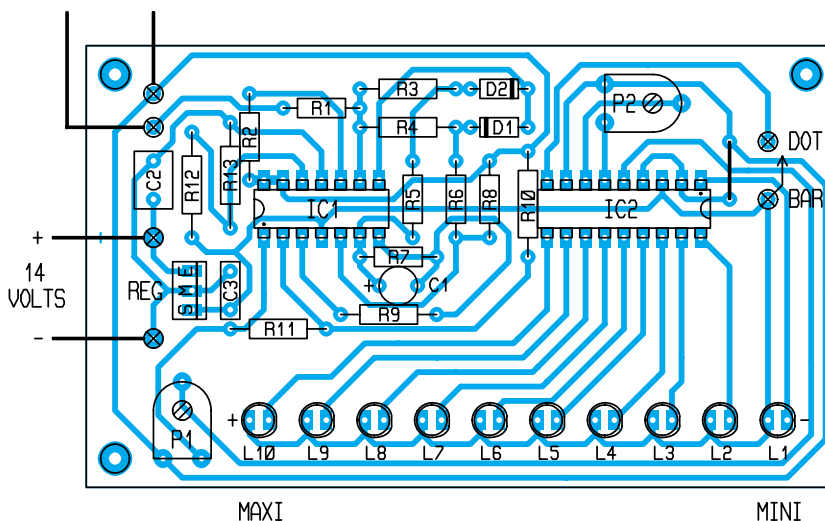 R3
D2
P2
R1
R2
R4
D1
DOT
C2
R12
R13
R5
R6
R8
R10
BAR
IC1
IC2
+
14
VOLTS
REG
S M E
C3
R7
+
C1
R9
-
R11
P1
+
-
L10 L9 L8 L7 L6 L5 L4 L3 L2 L1
MAXI
MINI